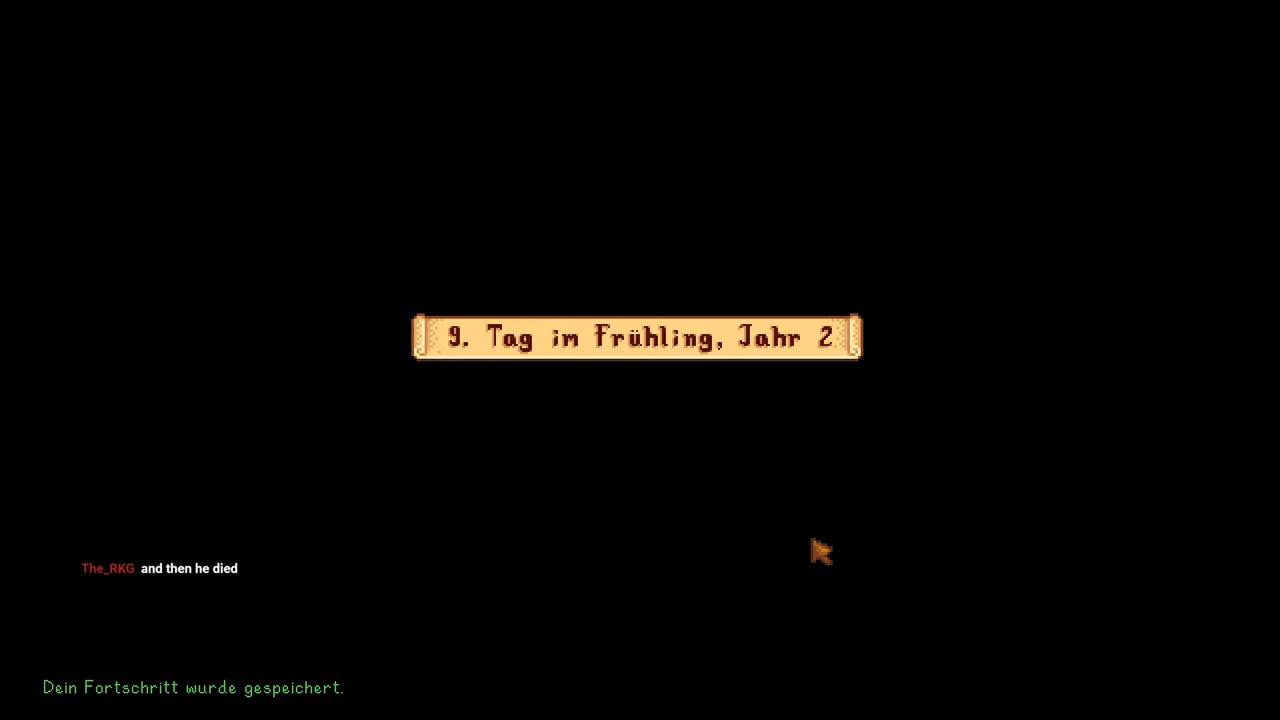 9. Tag im Frühling, Jahr 2
The_RKG and then he died
Dein Fortschritt wurde gespeichert.